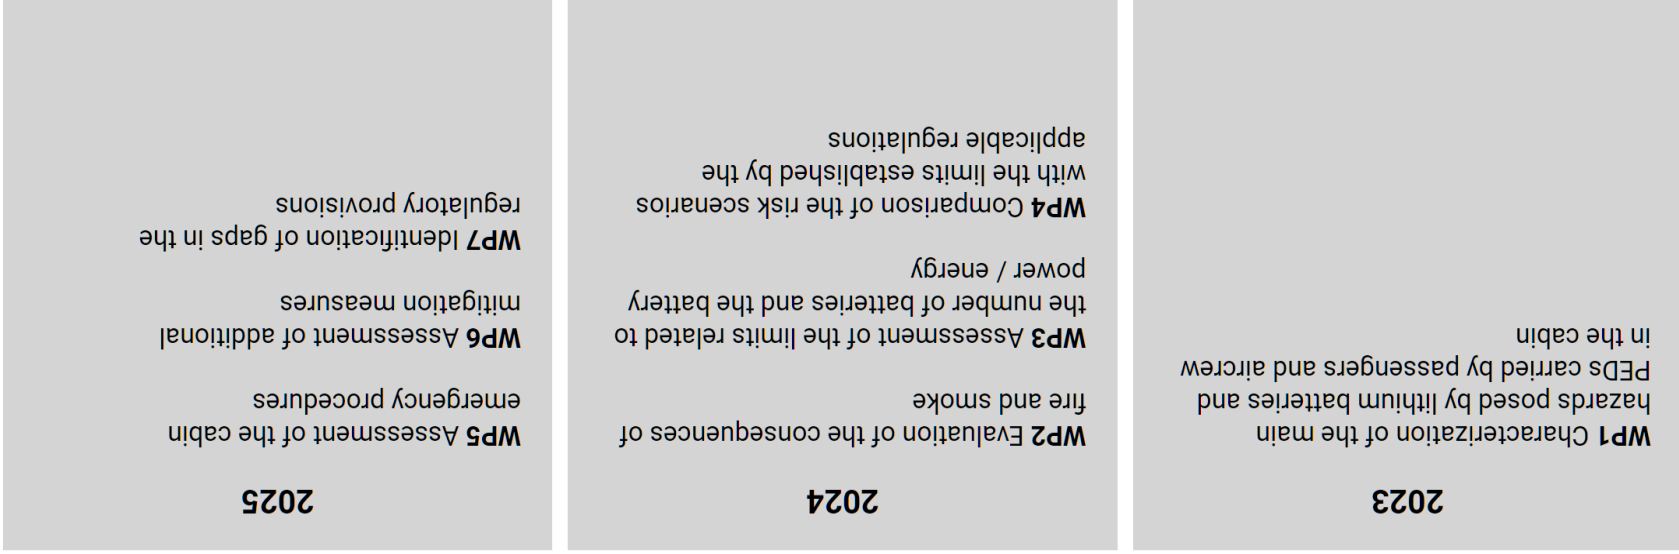 2023
WP1 Characterization of the main
hazards posed by lithium batteries and
PEDs carried by passengers and aircrew
in the cabin
2024
WP2 Evaluation of the consequences of
fire and smoke
WP3 Assessment of the limits related to
the number of batteries and the battery
power / energy
WP4 Comparison of the risk scenarios
with the limits established by the
applicable regulations
2025
WP5 Assessment of the cabin
emergency procedures
WP6 Assessment of additional
mitigation measures
WP7 Identification of gaps in the
regulatory provisions